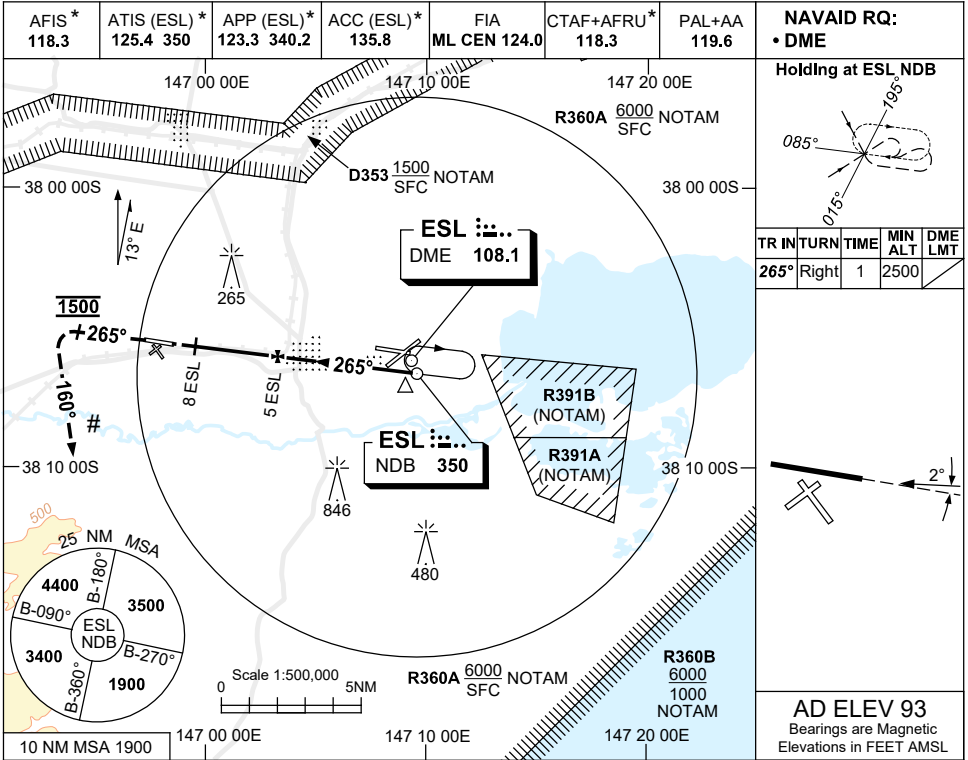 AFIS *
118.3
ATIS (ESL) *
125.4 350
APP (ESL)*
123.3 340.2
ACC (ESL)*
135.8
FIA
ML CEN 124.0
CTAF+AFRU*
118.3
PAL+AA
119.6
NAVAID RQ:
• DME
147 00 00E
147 10 00E
147 20 00E
Holding at ESL NDB
195°
085°
015°
R360A 6000
SFC NOTAM
D353 1500
SFC NOTAM
38 00 00S
38 00 00S
13° E
ESL
DME 108.1
TR IN TURN TIME MIN ALT DME LMT
265° Right 1 2500
265
1500
265°
265°
8 ESL
5 ESL
160°
#
R391B
(NOTAM)
R391A
(NOTAM)
ESL
NDB 350
38 10 00S
38 10 00S
2°
846
480
500
25 NM MSA
4400
B-180°
3500
B-090°
ESL
NDB
3400
B-270°
B-360°
1900
Scale 1:500,000
0
5NM
R360A 6000
SFC NOTAM
R360B
6000
1000
NOTAM
10 NM MSA 1900
147 00 00E
147 10 00E
147 20 00E
AD ELEV 93
Bearings are Magnetic
Elevations in FEET AMSL